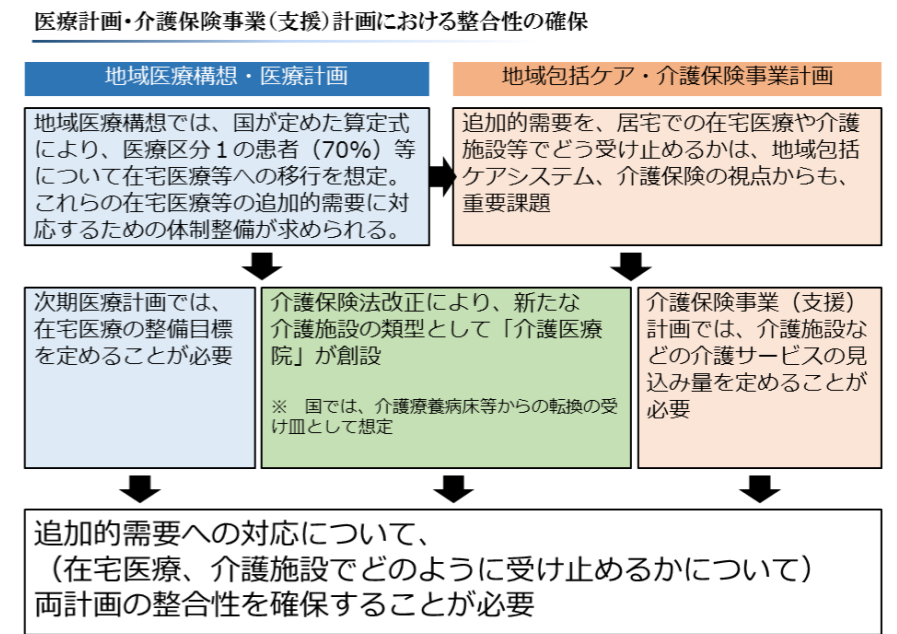 医療計画・介護保険事業(支援)計画における整合性の確保
地域医療構想・医療計画
地域包括ケア・介護保険事業計画
地域医療構想では、国が定めた算定式
により、医療区分１の患者（70%）等
について在宅医療等への移行を想定。
これらの在宅医療等の追加的需要に対
応するための体制整備が求められる。
追加的需要を、居宅での在宅医療や介護
施設等でどう受け止めるかは、地域包括
ケアシステム、介護保険の視点からも、
重要課題
次期医療計画では、
在宅医療の整備目標
を定めることが必要
介護保険法改正により、新たな
介護施設の類型として「介護医療
院」が創設
※　国では、介護療養病床等からの転換の受
け皿として想定
介護保険事業（支援）
計画では、介護施設な
どの介護サービスの見
込み量を定めることが
必要
追加的需要への対応について、
（在宅医療、介護施設でどのように受け止めるかについて）
両計画の整合性を確保することが必要